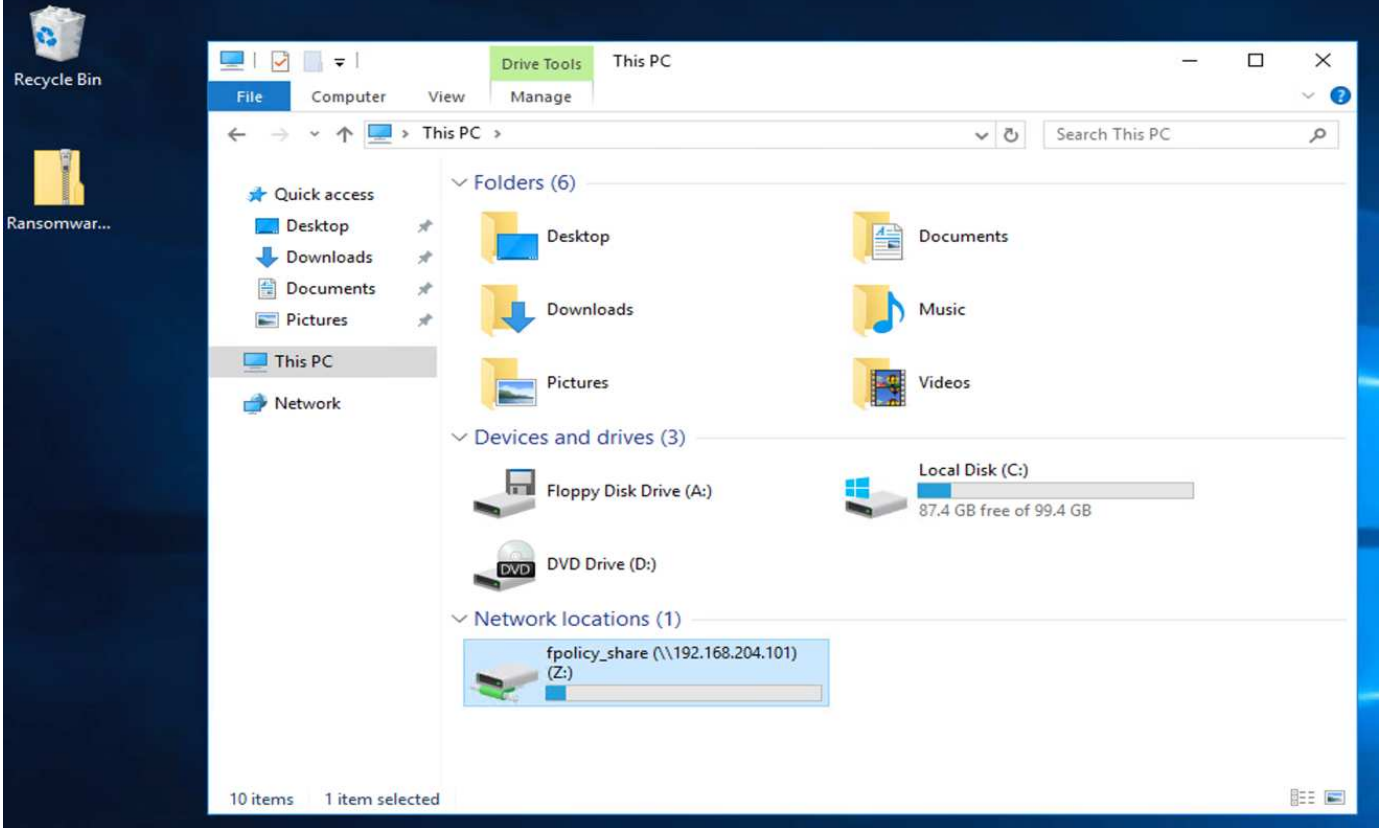 Recycle Bin
Ransomwar...
Drive Tools
This PC
File
Computer
View
Manage
This PC
Search This PC
Quick access
Desktop
Downloads
Documents
Pictures
This PC
Network
Folders (6)
Desktop
Documents
Downloads
Music
Pictures
Videos
Devices and drives (3)
Floppy Disk Drive (A:)
Local Disk (C:)
87.4 GB free of 99.4 GB
DVD
DVD Drive (D:)
Network locations (1)
fpolicy_share (\\192.168.204.101)
(Z:)
10 items
1 item selected